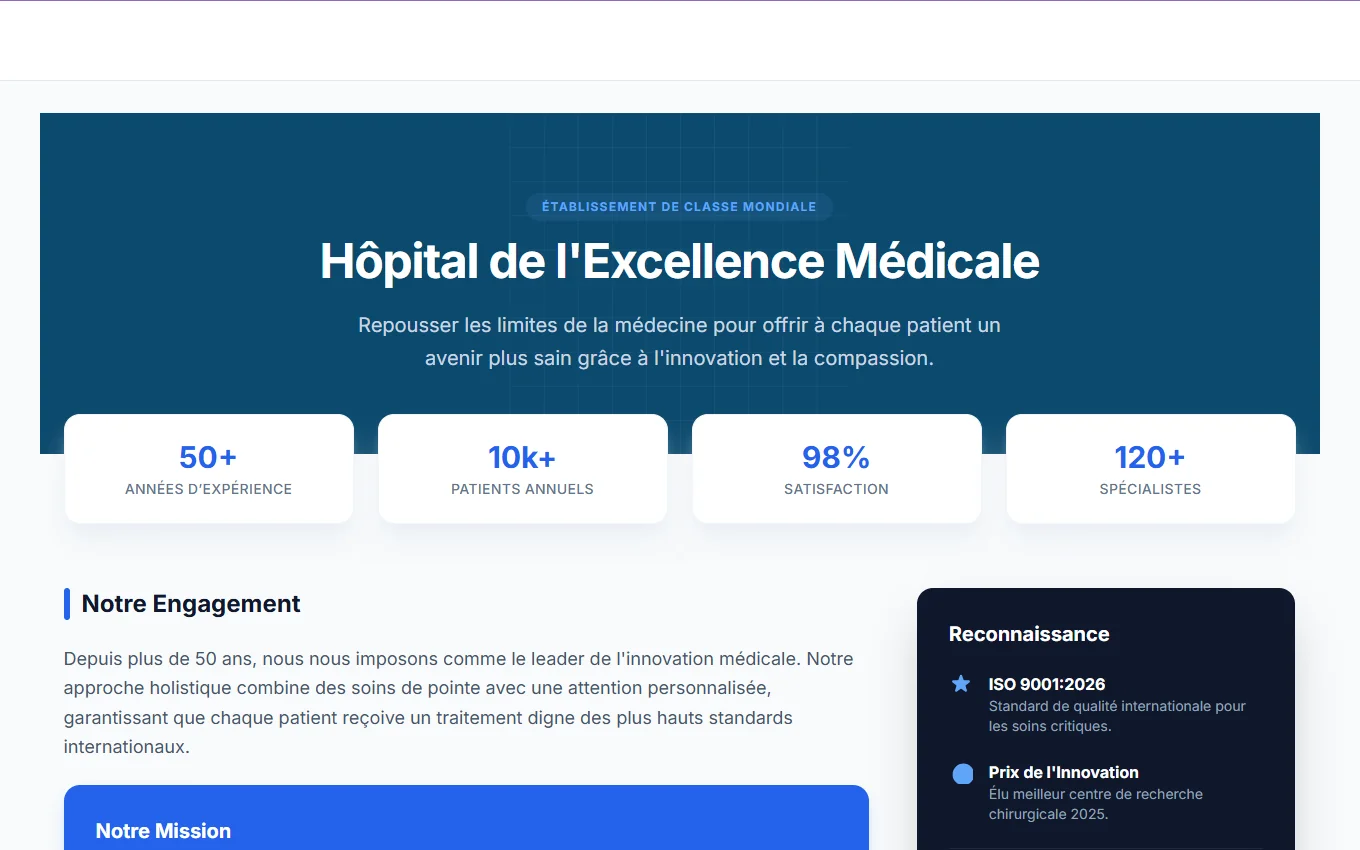 ÉTABLISSEMENT DE CLASSE MONDIALE
Hôpital de l'Excellence Médicale
Repousser les limites de la médecine pour offrir à chaque patient un
avenir plus sain grâce à l'innovation et la compassion.
50+
ANNÉES D’EXPÉRIENCE
10k+
PATIENTS ANNUELS
98%
SATISFACTION
120+
SPÉCIALISTES
Notre Engagement
Depuis plus de 50 ans, nous nous imposons comme le leader de l'innovation médicale. Notre
approche holistique combine des soins de pointe avec une attention personnalisée,
garantissant que chaque patient reçoive un traitement digne des plus hauts standards
internationaux.
Notre Mission
Reconnaissance
ISO 9001:2026
Standard de qualité internationale pour
les soins critiques.
Prix de l'Innovation
Élu meilleur centre de recherche
chirurgicale 2025.